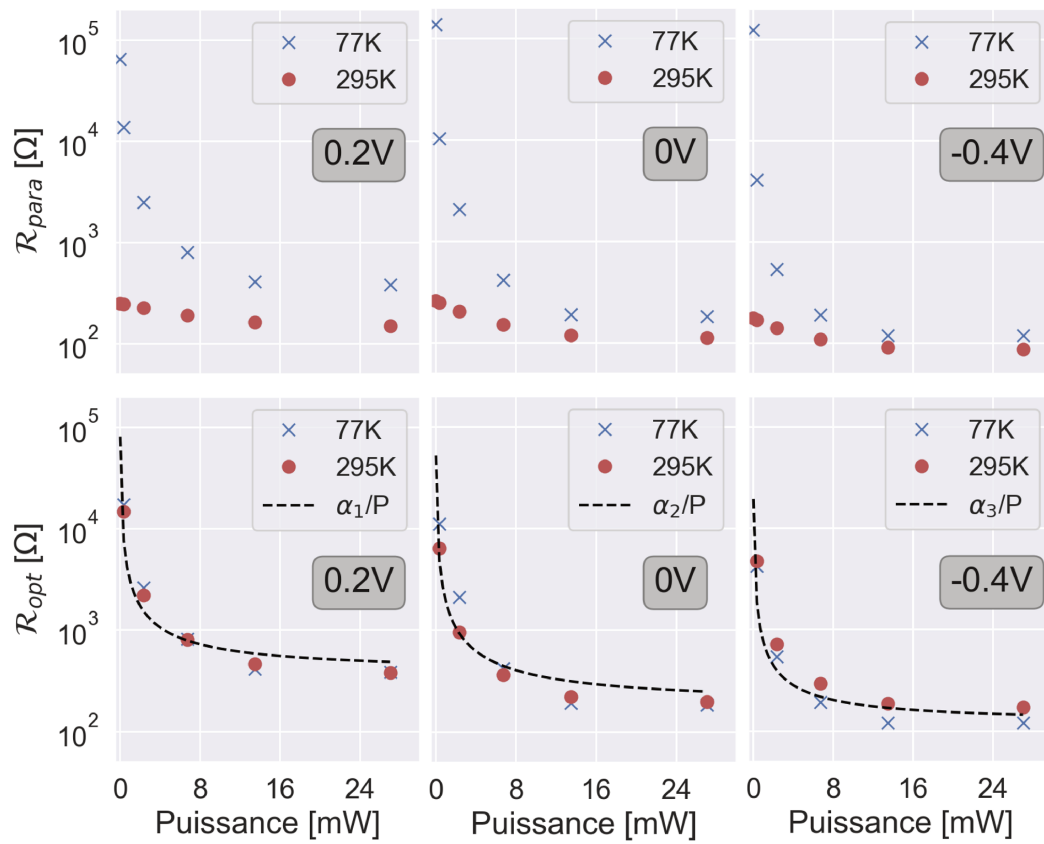 10^5
10^4
10^3
10^2
ℛ_para [Ω]
77K
295K
0.2V
77K
295K
0V
77K
295K
-0.4V
10^5
10^4
10^3
10^2
ℛ_opt [Ω]
77K
295K
α_1/P
0.2V
77K
295K
α_2/P
0V
77K
295K
α_3/P
-0.4V
0 8 16 24
0 8 16 24
0 8 16 24
Puissance [mW]
Puissance [mW]
Puissance [mW]